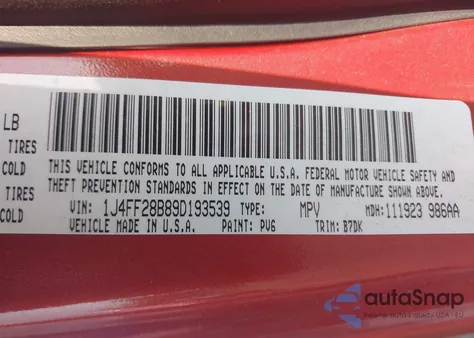 LB
TIRES
COLD
TIRES
COLD
THIS VEHICLE CONFORMS TO ALL APPLICABLE U.S.A. FEDERAL MOTOR VEHICLE SAFETY AND
THEFT PREVENTION STANDARDS IN EFFECT ON THE DATE OF MANUFACTURE SHOWN ABOVE.
VIN: 1J4FF28B89D193539 TYPE: MPV MDH: 111923 986AA
VEHICLE MADE IN U.S.A. PAINT: PVG TRIM: B7DK
autoSnap